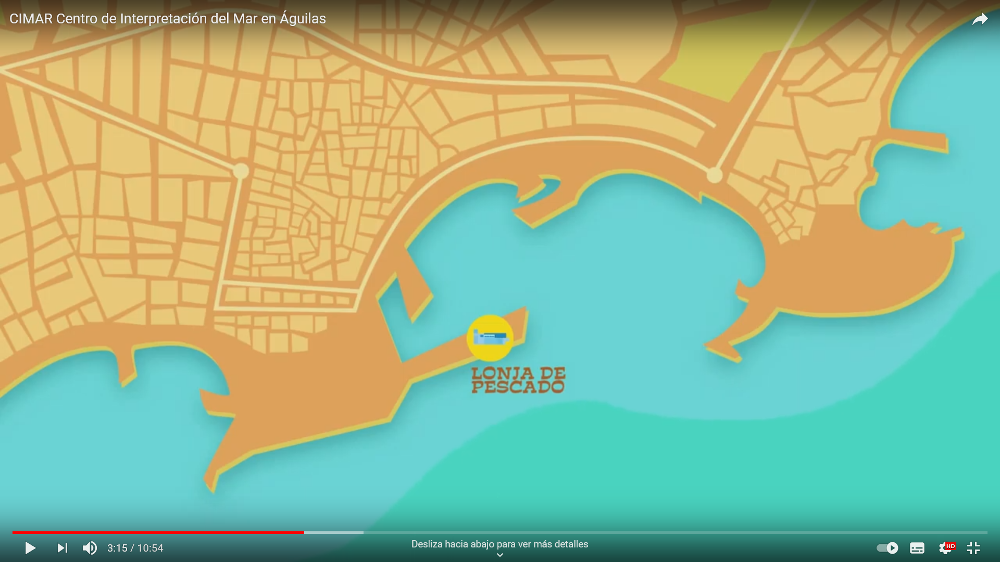 CIMAR Centro de Interpretación del Mar en Águilas
LONJA DE
PESCADO
3:15 / 10:54
Desliza hacia abajo para ver más detalles
HD